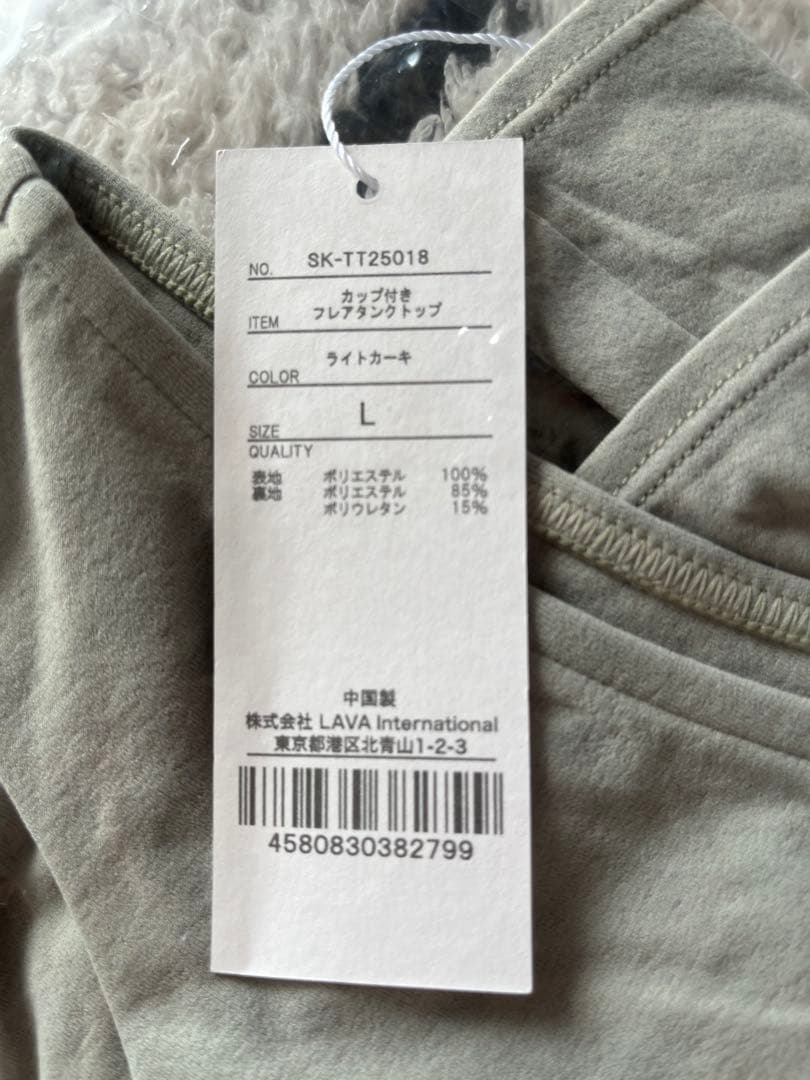 NO. SK-TT25018
カップ付き
ITEM フレアタンクトップ
COLOR ライトカーキ
SIZE L
QUALITY
表地 ポリエステル 100%
裏地 ポリエステル 85%
ポリウレタン 15%
中国製
株式会社 LAVA International
東京都港区北青山1-2-3
4580830382799